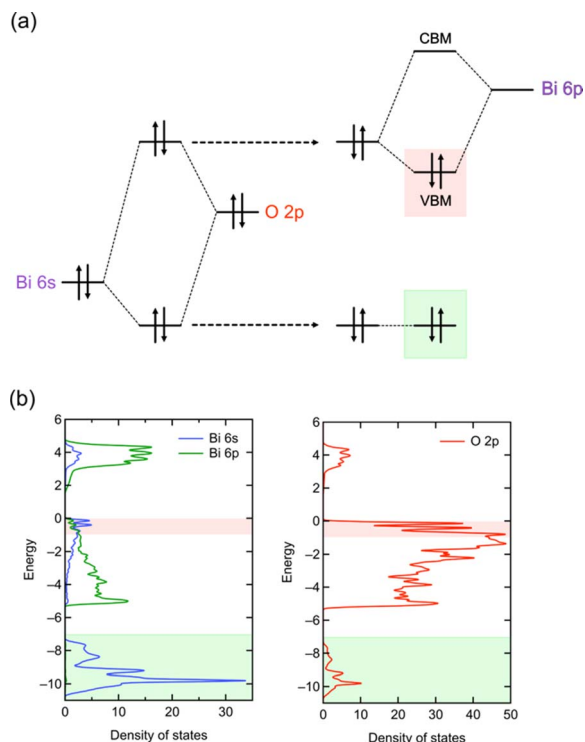 (a)
CBM
Bi 6p
VBM
O 2p
Bi 6s
(b)
6
4
2
0
−2
−4
−6
−8
−10
Energy
Bi 6s
Bi 6p
0 10 20 30
Density of states
6
4
2
0
−2
−4
−6
−8
−10
Energy
O 2p
0 10 20 30 40 50
Density of states